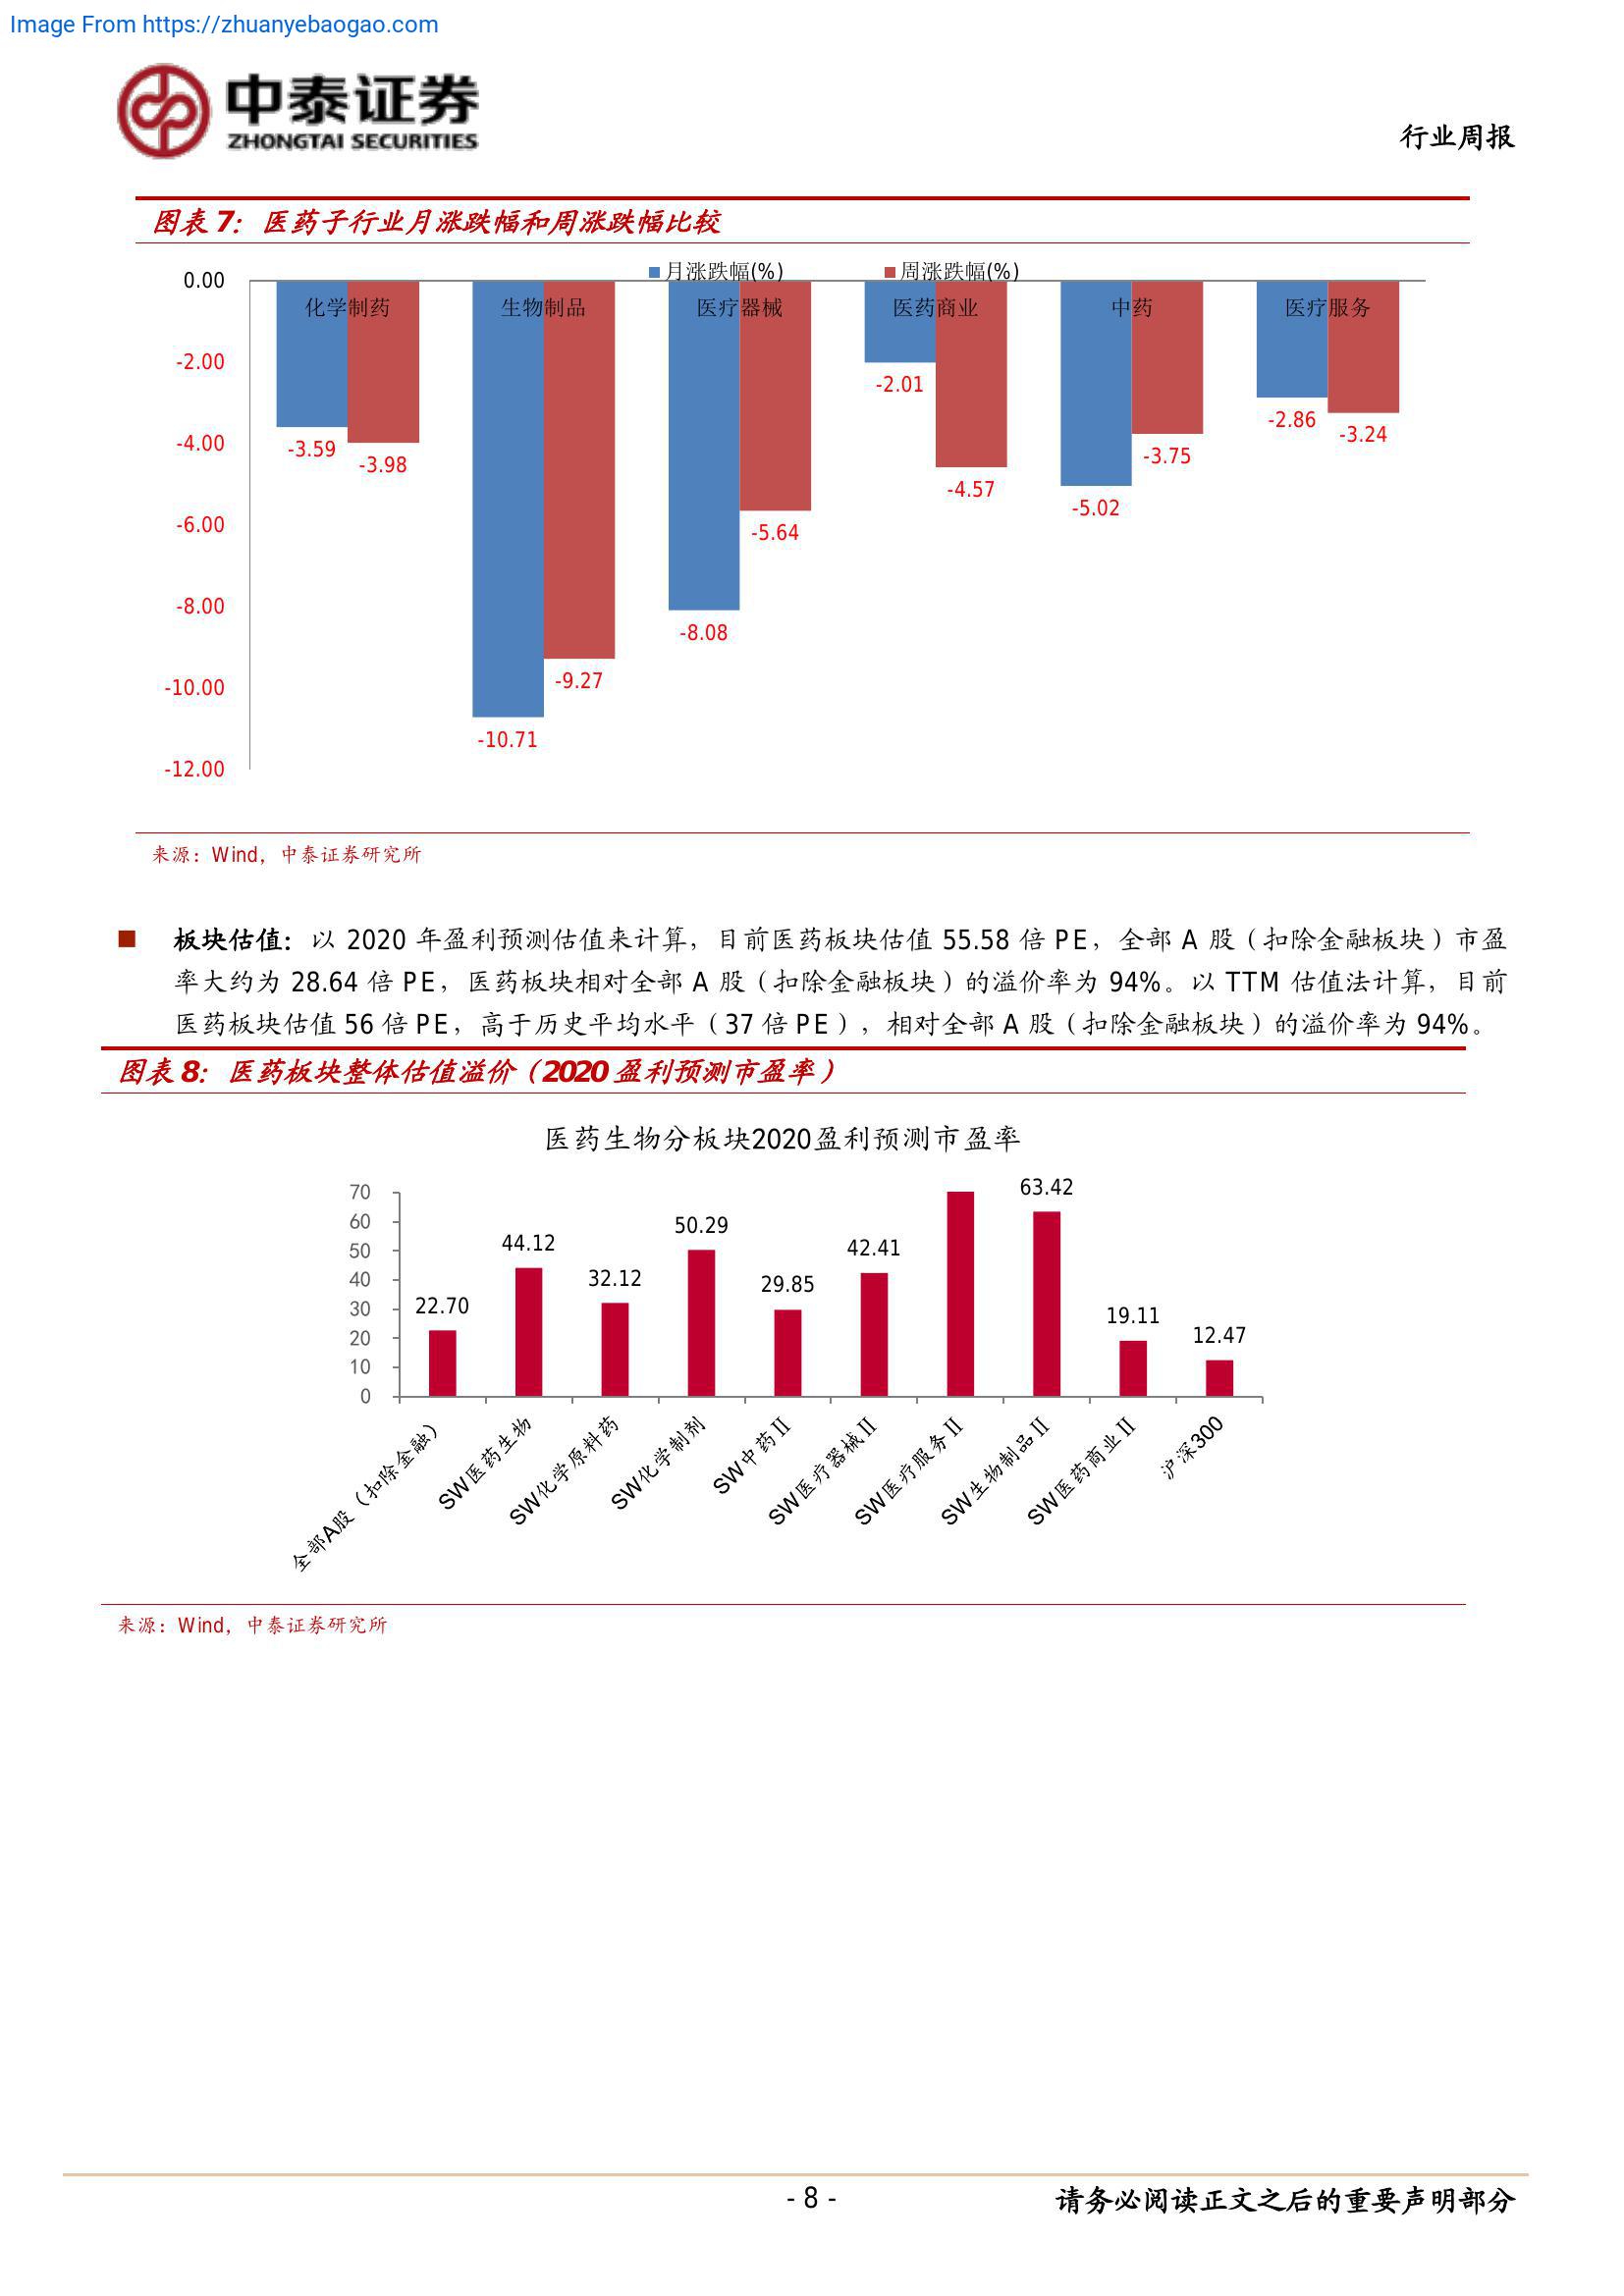 Image From https://zhuanyebaogao.com
中泰证券
ZHONGTAI SECURITIES
行业周报
图表 7：医药子行业月涨跌幅和周涨跌幅比较
月涨跌幅(%) 周涨跌幅(%)
0.00
化学制药 生物制品 医疗器械 医药商业 中药 医疗服务
-2.00
-2.01
-2.86
-3.24
-4.00
-3.59
-3.98
-3.75
-4.57
-5.02
-6.00
-5.64
-8.00
-8.08
-10.00
-9.27
-10.71
-12.00
来源：Wind，中泰证券研究所
板块估值：以 2020 年盈利预测估值来计算，目前医药板块估值 55.58 倍 PE，全部 A 股（扣除金融板块）市盈
率大约为 28.64 倍 PE，医药板块相对全部 A 股（扣除金融板块）的溢价率为 94%。以 TTM 估值法计算，目前
医药板块估值 56 倍 PE，高于历史平均水平（37 倍 PE），相对全部 A 股（扣除金融板块）的溢价率为 94%。
图表 8：医药板块整体估值溢价（2020 盈利预测市盈率）
医药生物分板块2020盈利预测市盈率
70
60
50
40
30
20
10
0
22.70 44.12 32.12 50.29 29.85 42.41 63.42 19.11 12.47
全部A股（扣除金融） SW医药生物 SW化学原料药 SW化学制剂 SW中药Ⅱ SW医疗器械Ⅱ SW医疗服务Ⅱ SW生物制品Ⅱ SW医药商业Ⅱ 沪深300
来源：Wind，中泰证券研究所
- 8 -
请务必阅读正文之后的重要声明部分